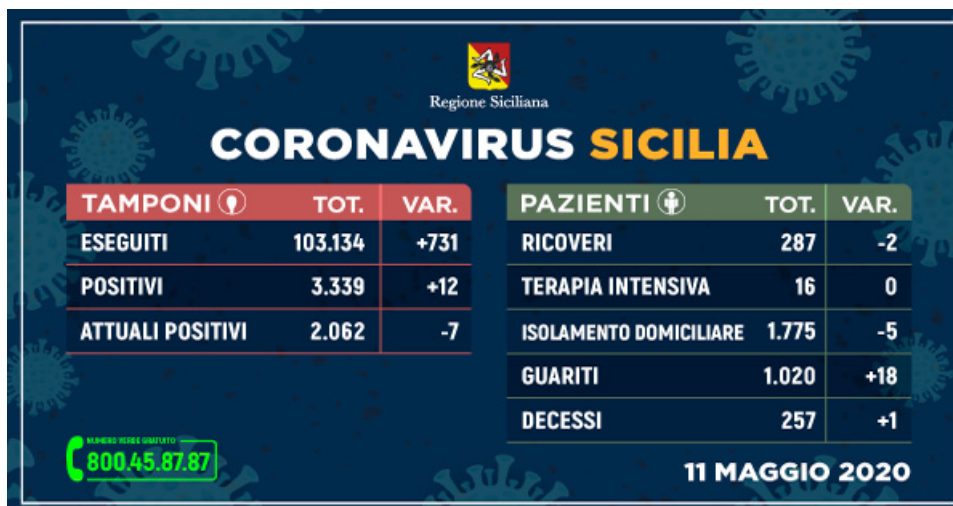 Regione Siciliana
CORONAVIRUS SICILIA
TAMPONI TOT. VAR.
ESEGUITI 103.134 +731
POSITIVI 3.339 +12
ATTUALI POSITIVI 2.062 -7
PAZIENTI TOT. VAR.
RICOVERI 287 -2
TERAPIA INTENSIVA 16 0
ISOLAMENTO DOMICILIARE 1.775 -5
GUARITI 1.020 +18
DECESSI 257 +1
NUMERO VERDE GRATUITO
800.45.87.87
11 MAGGIO 2020